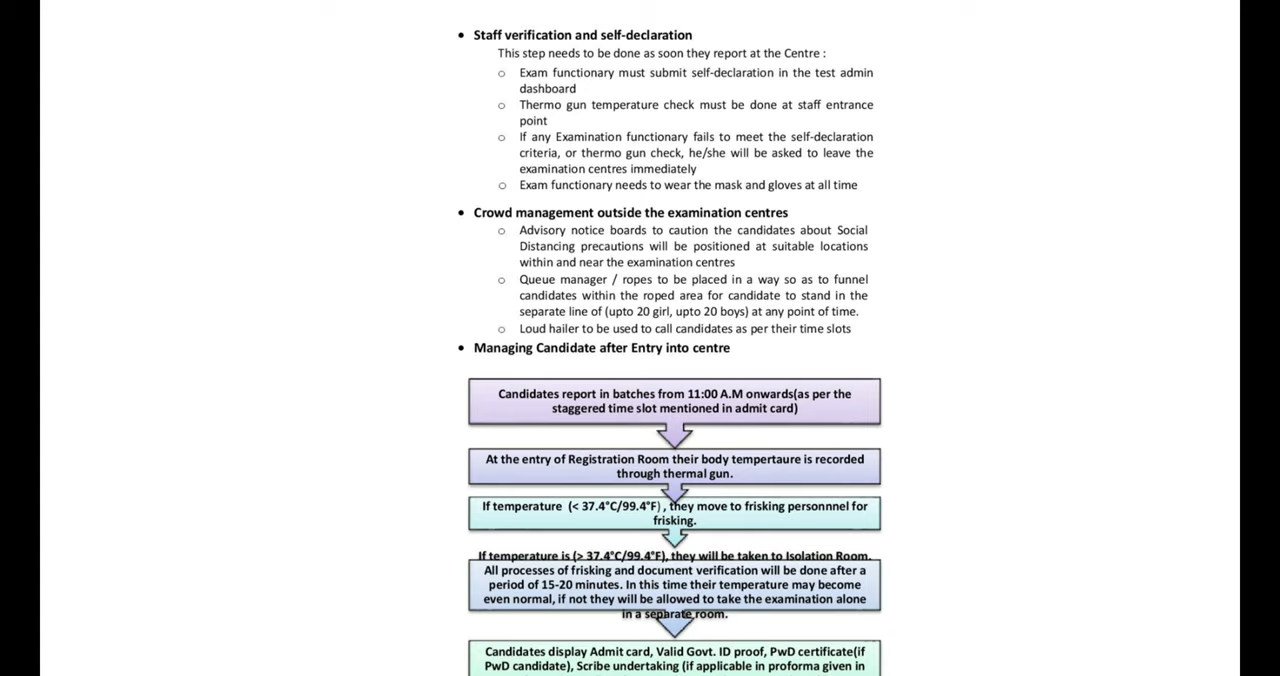 • Staff verification and self-declaration
This step needs to be done as soon they report at the Centre :
o Exam functionary must submit self-declaration in the test admin
dashboard
o Thermo gun temperature check must be done at staff entrance
point
o If any Examination functionary fails to meet the self-declaration
criteria, or thermo gun check, he/she will be asked to leave the
examination centres immediately
o Exam functionary needs to wear the mask and gloves at all time
• Crowd management outside the examination centres
o Advisory notice boards to caution the candidates about Social
Distancing precautions will be positioned at suitable locations
within and near the examination centres
o Queue manager / ropes to be placed in a way so as to funnel
candidates within the roped area for candidate to stand in the
separate line of (upto 20 girl, upto 20 boys) at any point of time.
o Loud hailer to be used to call candidates as per their time slots
• Managing Candidate after Entry into centre
Candidates report in batches from 11:00 A.M onwards(as per the
staggered time slot mentioned in admit card)
At the entry of Registration Room their body tempertaure is recorded
through thermal gun.
If temperature (< 37.4°C/99.4°F) , they move to frisking personnnel for
frisking.
If temperature is (> 37.4°C/99.4°F), they will be taken to Isolation Room.
All processes of frisking and document verification will be done after a
period of 15-20 minutes. In this time their temperature may become
even normal, if not they will be allowed to take the examination alone
in a separate room.
Candidates display Admit card, Valid Govt. ID proof, PwD certificate(if
PwD candidate), Scribe undertaking (if applicable in proforma given in